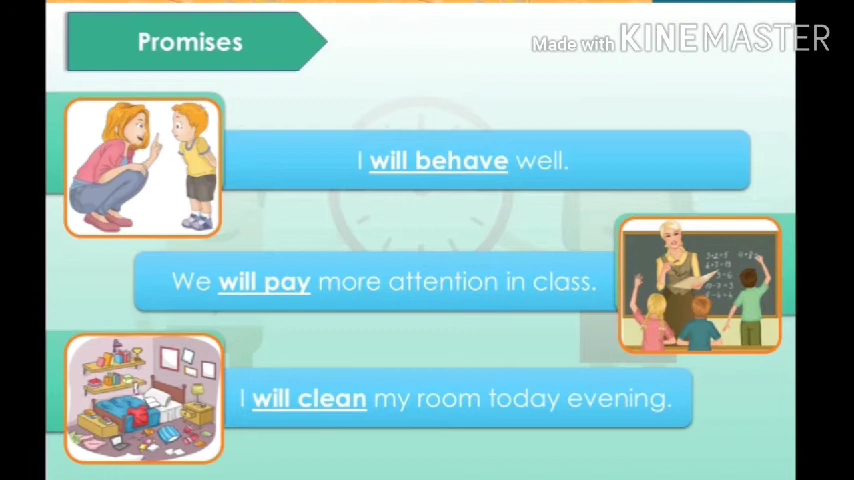 Promises
Made with KINEMASTER
I will behave well.
We will pay more attention in class.
I will clean my room today evening.